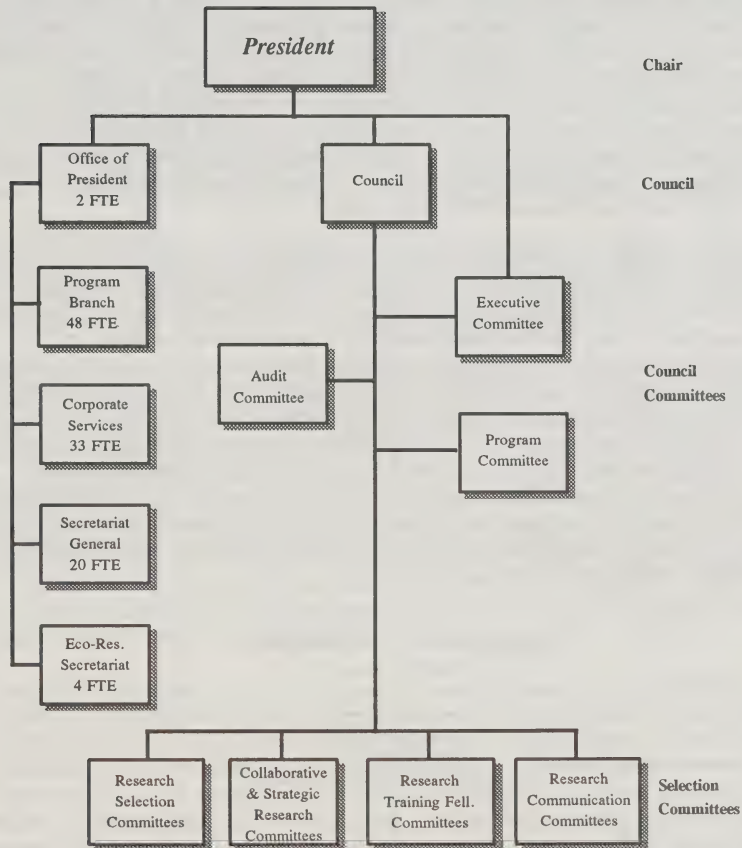 President
Chair
Office of
President
2 FTE
Council
Council
Program
Branch
48 FTE
Executive
Committee
Audit
Committee
Council
Committees
Corporate
Services
33 FTE
Program
Committee
Secretariat
General
20 FTE
Eco-Res.
Secretariat
4 FTE
Research
Selection
Committees
Collaborative
& Strategic
Research
Committees
Research
Training Fell.
Committees
Research
Communication
Committees
Selection
Committees